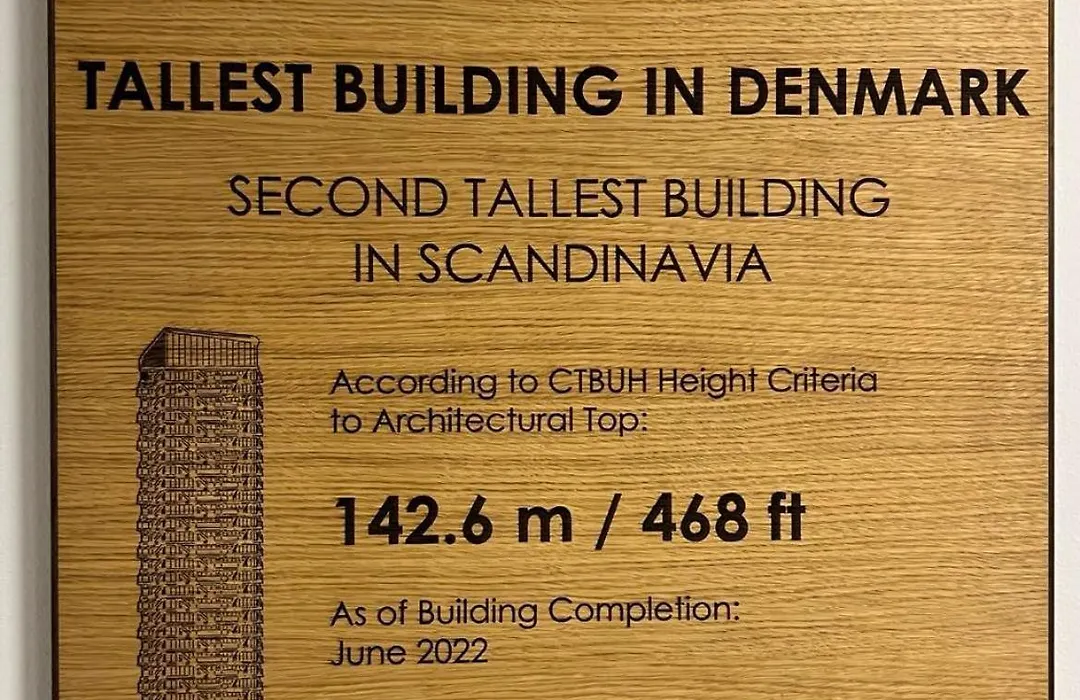 TALLEST BUILDING IN DENMARK
SECOND TALLEST BUILDING
IN SCANDINAVIA
According to CTBUH Height Criteria
to Architectural Top:
142.6 m / 468 ft
As of Building Completion:
June 2022